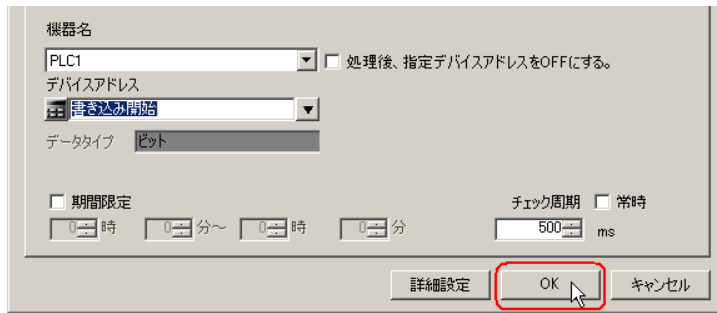 機器名
PLC1 処理後、指定デバイスアドレスをOFFにする。
デバイスアドレス
書き込み開始
データタイプ ビット
期間限定 チェック周期 常時
0 時 0 分~ 0 時 0 分 500 ms
詳細設定 OK キャンセル